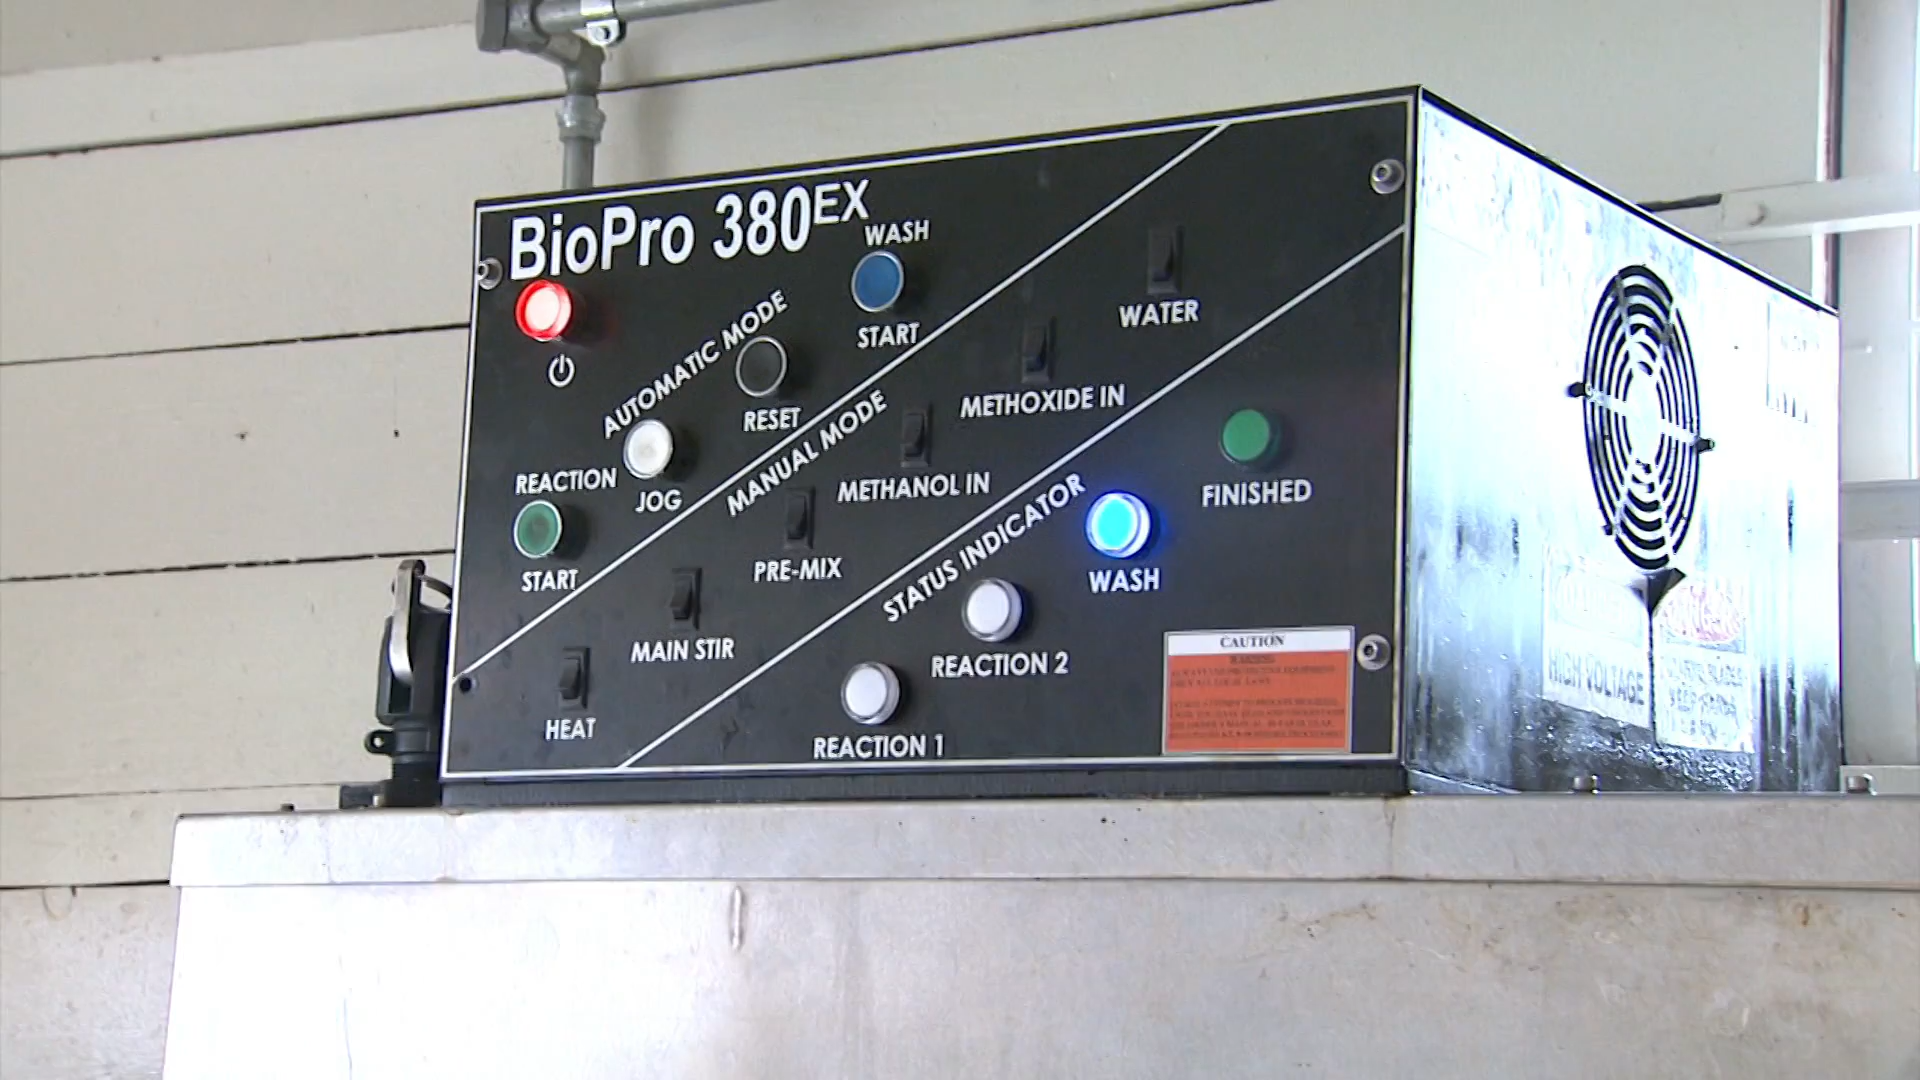 BioPro 380EX
WASH
START
AUTOMATIC MODE
RESET
JOG
REACTION
START
MANUAL MODE
WATER
METHOXIDE IN
METHANOL IN
PRE-MIX
MAIN STIR
HEAT
STATUS INDICATOR
FINISHED
WASH
REACTION 2
REACTION 1
CAUTION
WARNING
HIGH VOLTAGE